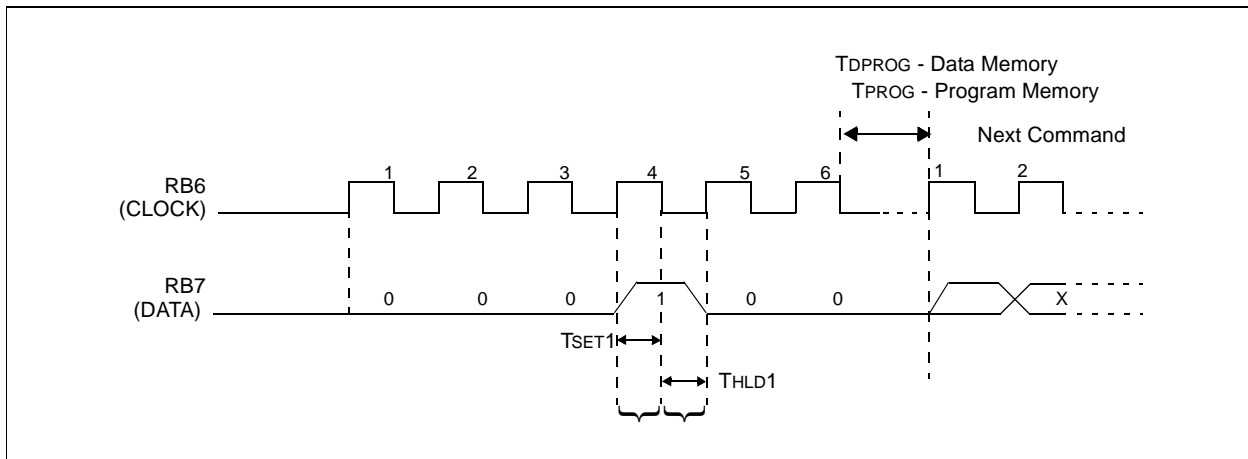 TDPROG - Data Memory
TPROG - Program Memory
Next Command
1 2 3 4 5 6 1 2
RB6
(CLOCK)
RB7
(DATA)
0 0 0 1 0 0 X
TSET1
THLD1